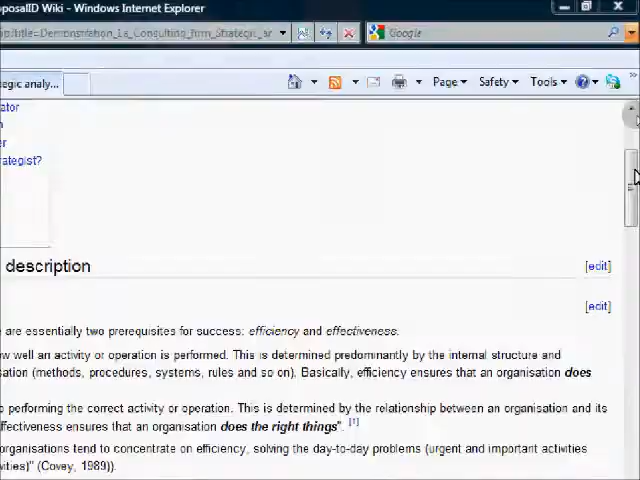 oposalID Wiki - Windows Internet Explorer
Google
egic analy...
Page
Safety
Tools
ator
n
er
rategist?
description
[edit]
[edit]
e are essentially two prerequisites for success: efficiency and effectiveness.
ow well an activity or operation is performed. This is determined predominantly by the internal structure and
sation (methods, procedures, systems, rules and so on). Basically, efficiency ensures that an organisation does
o performing the correct activity or operation. This is determined by the relationship between an organisation and its
ffectiveness ensures that an organisation does the right things". [1]
organisations tend to concentrate on efficiency, solving the day-to-day problems (urgent and important activities
vities)" (Covey, 1989)).